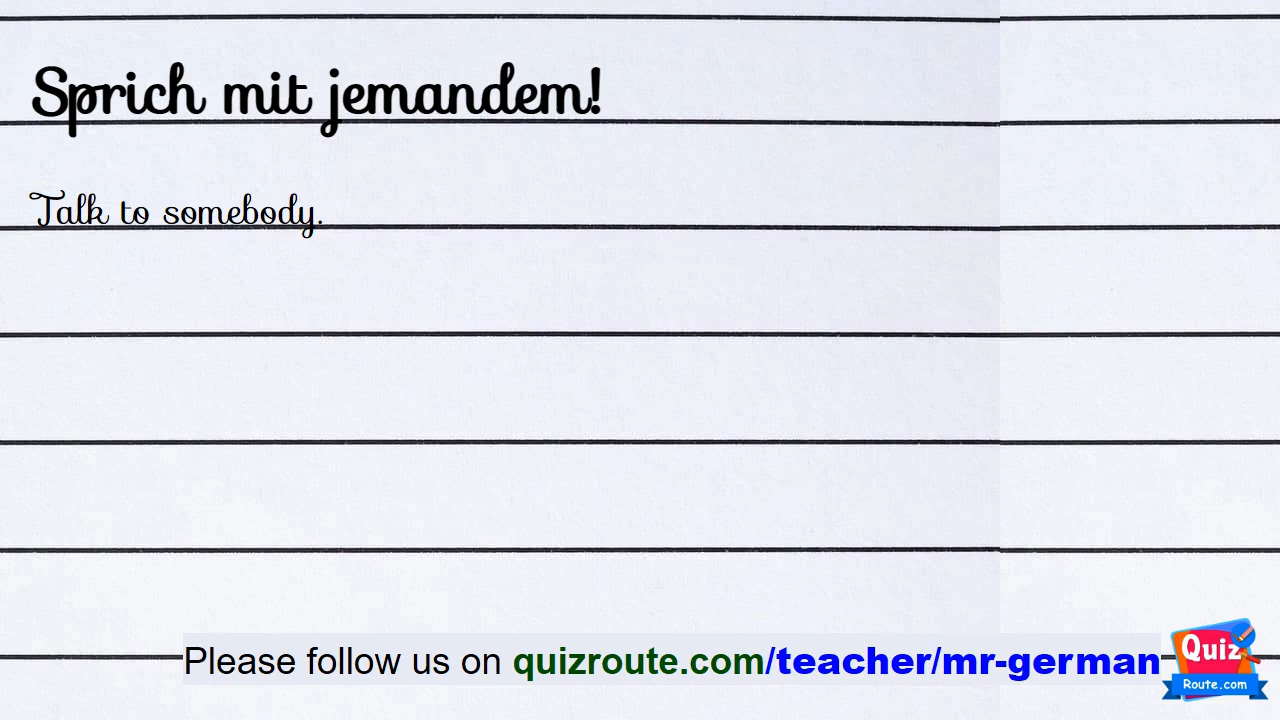 Sprich mit jemandem!
Talk to somebody.
Please follow us on quizroute.com/teacher/mr-german
Quiz
Route.com